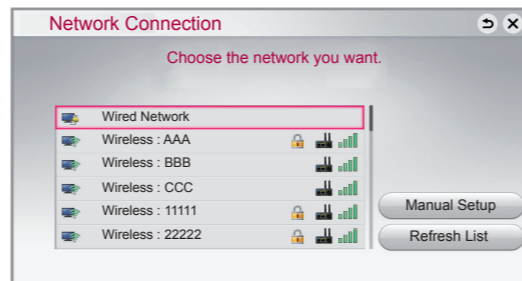 Network Connection
Choose the network you want.
Wired Network
Wireless : AAA
Wireless : BBB
Wireless : CCC
Wireless : 11111
Wireless : 22222
Manual Setup
Refresh List